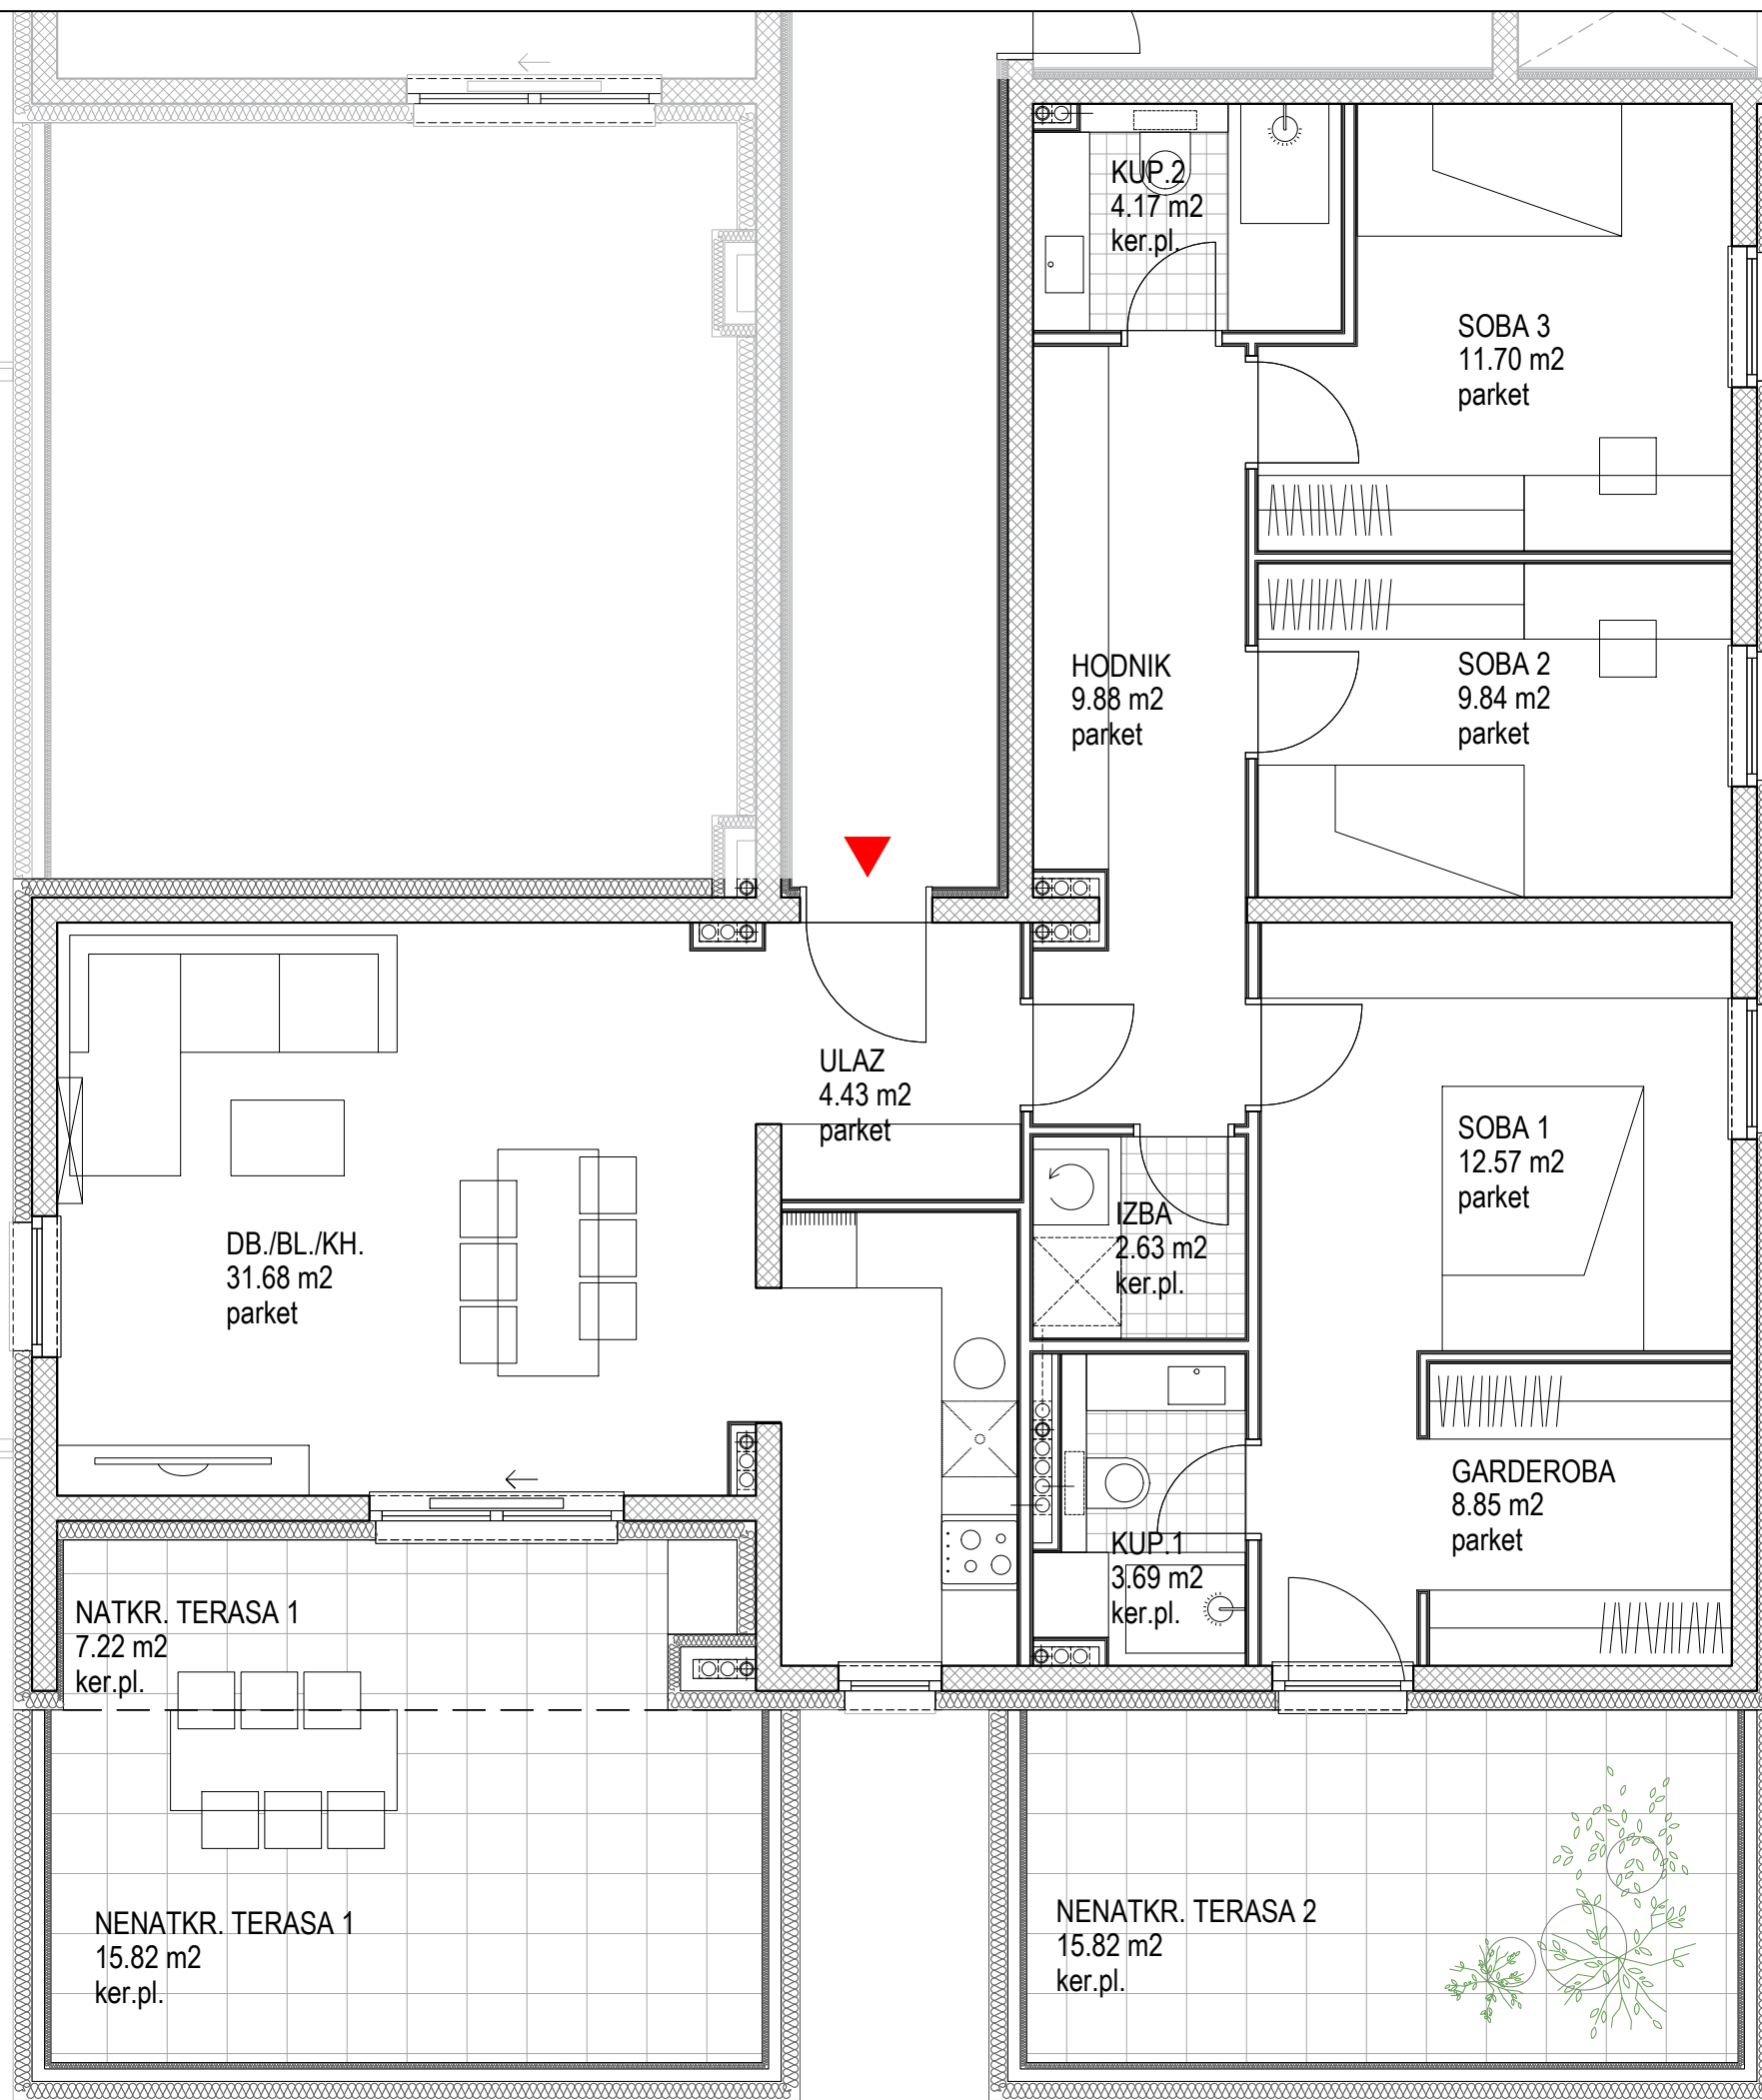 KUP.2
4.17 m2
ker.pl.
SOBA 3
11.70 m2
parket
HODNIK
9.88 m2
parket
SOBA 2
9.84 m2
parket
ULAZ
4.43 m2
parket
SOBA 1
12.57 m2
parket
IZBA
2.63 m2
ker.pl.
DB./BL./KH.
31.68 m2
parket
GARDEROBA
8.85 m2
parket
KUP.1
3.69 m2
ker.pl.
NATKR. TERASA 1
7.22 m2
ker.pl.
NENATKR. TERASA 1
15.82 m2
ker.pl.
NENATKR. TERASA 2
15.82 m2
ker.pl.